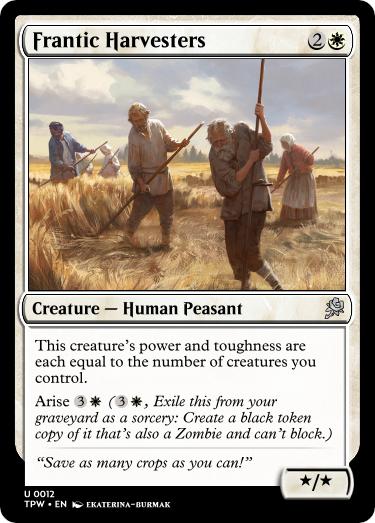 Frantic Harvesters 2
Creature — Human Peasant
This creature's power and toughness are
each equal to the number of creatures you
control.
Arise 3 (3, Exile this from your
graveyard as a sorcery: Create a black token
copy of it that's also a Zombie and can't block.)
“Save as many crops as you can!”
*/*
U 0012
TPW • EN EKATERINA-BURMAK